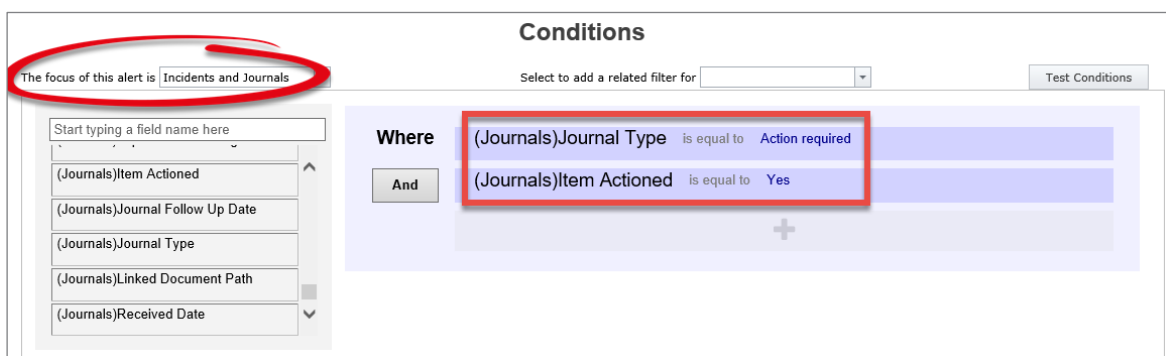 Conditions
The focus of this alert is Incidents and Journals
Select to add a related filter for
Test Conditions
Start typing a field name here
(Journals)Item Actioned
(Journals)Journal Follow Up Date
(Journals)Journal Type
(Journals)Linked Document Path
(Journals)Received Date
Where (Journals)Journal Type is equal to Action required
And (Journals)Item Actioned is equal to Yes